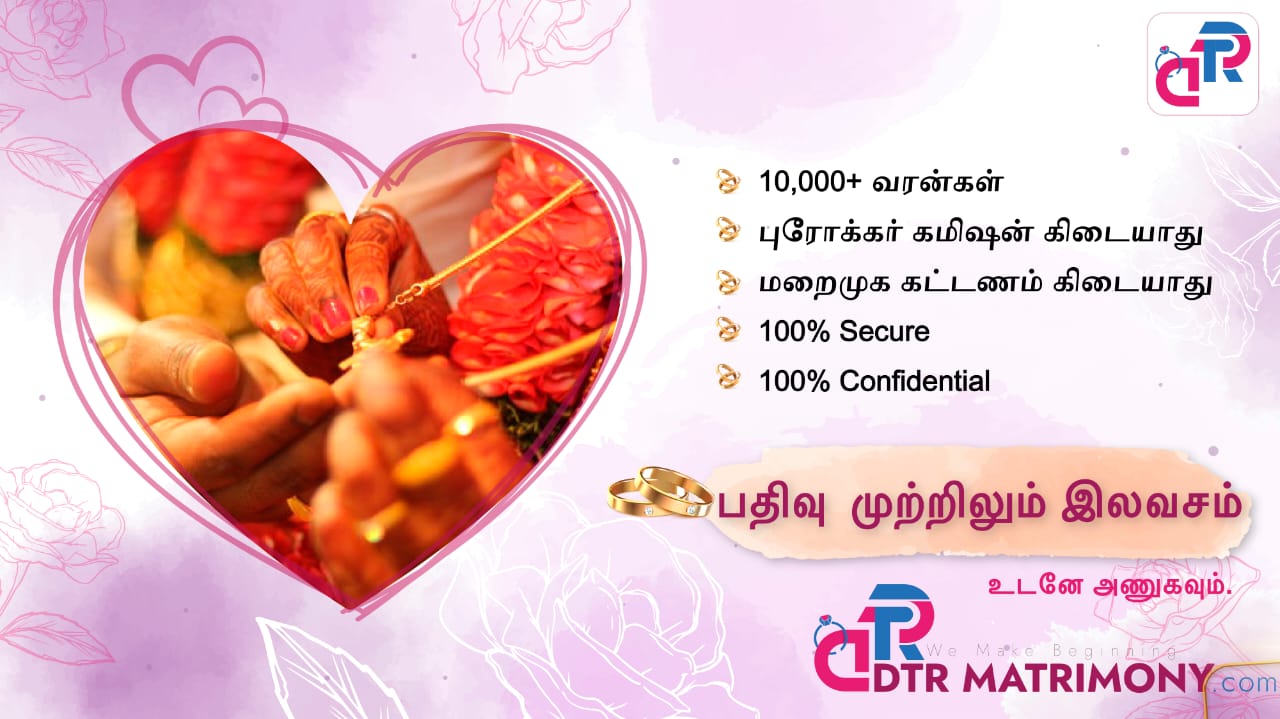 10,000+ வரன்கள்
புரோக்கர் கமிஷன் கிடையாது
மறைமுக கட்டணம் கிடையாது
100% Secure
100% Confidential
பதிவு முற்றிலும் இலவசம்
உடனே அணுகவும்.
We Make Beginning
DTR MATRIMONY.com